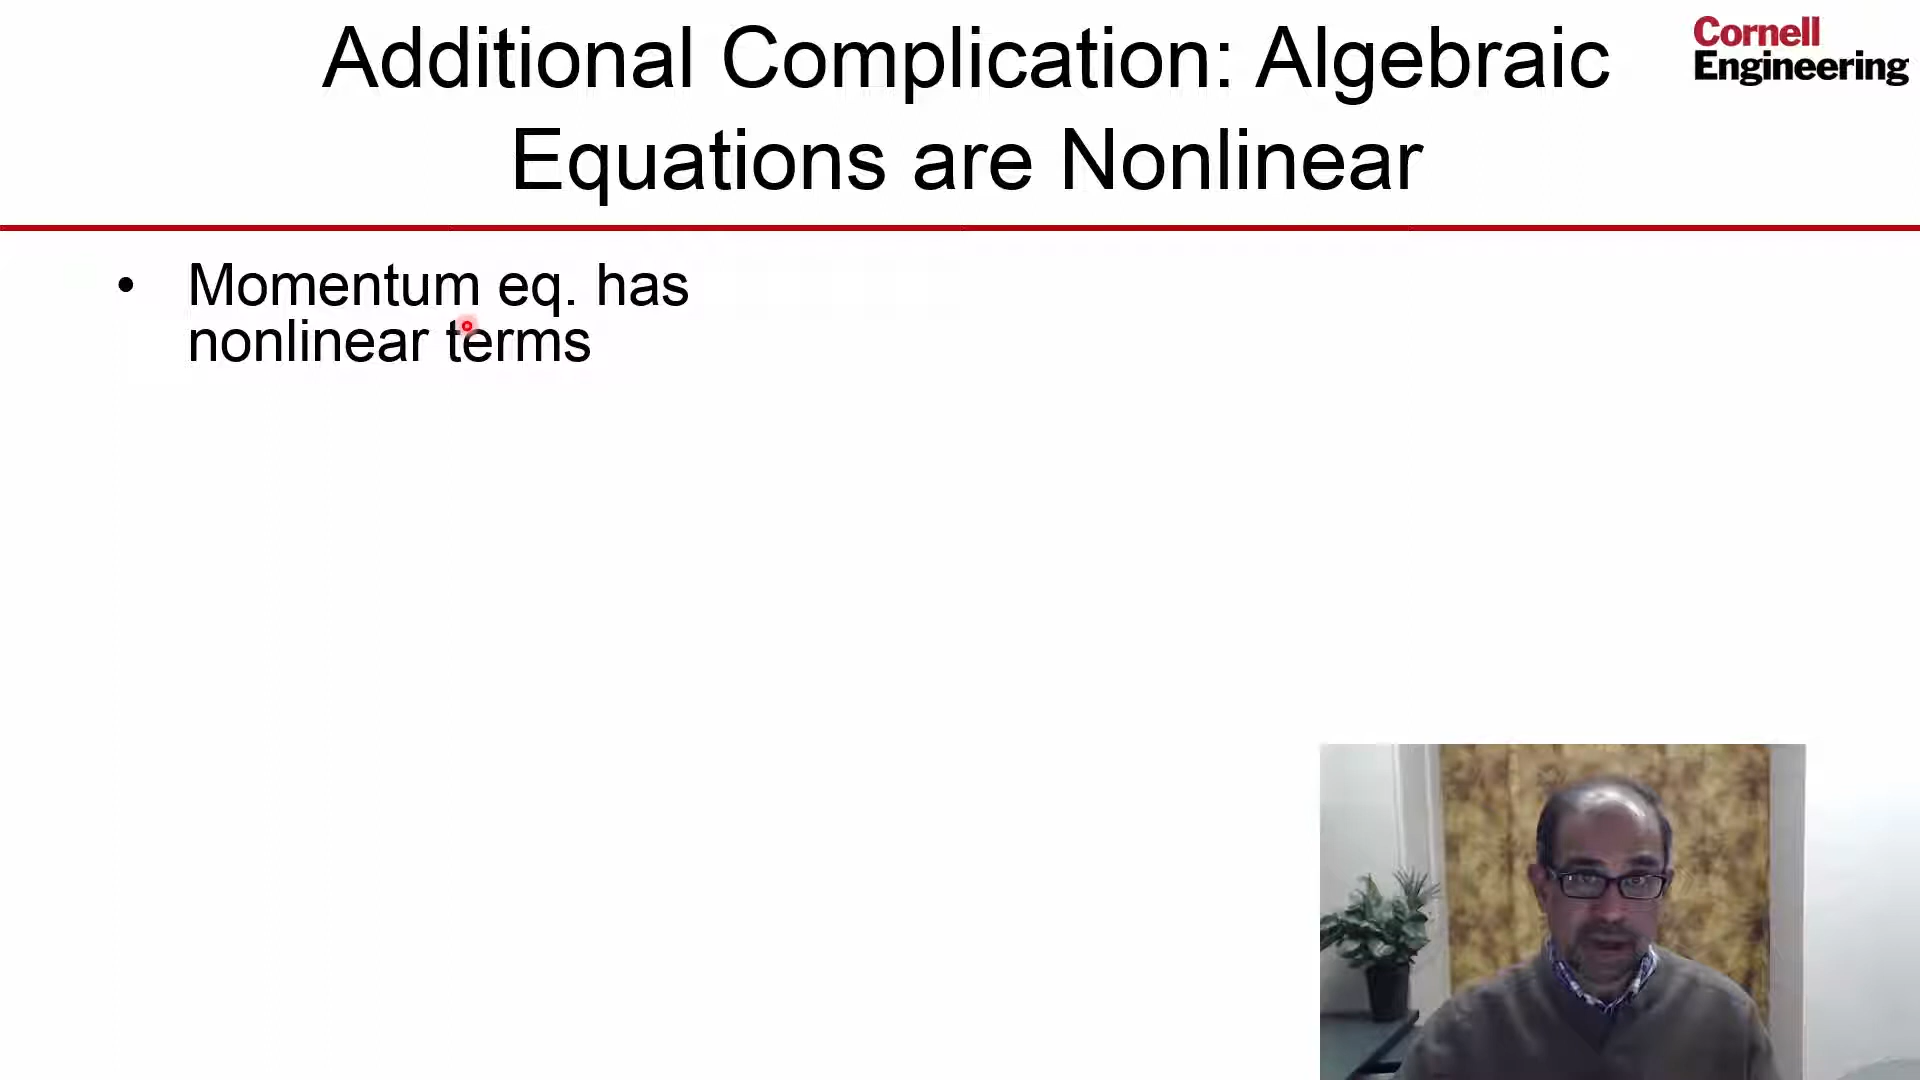 Additional Complication: Algebraic
Equations are Nonlinear
Cornell
Engineering
• Momentum eq. has
nonlinear terms